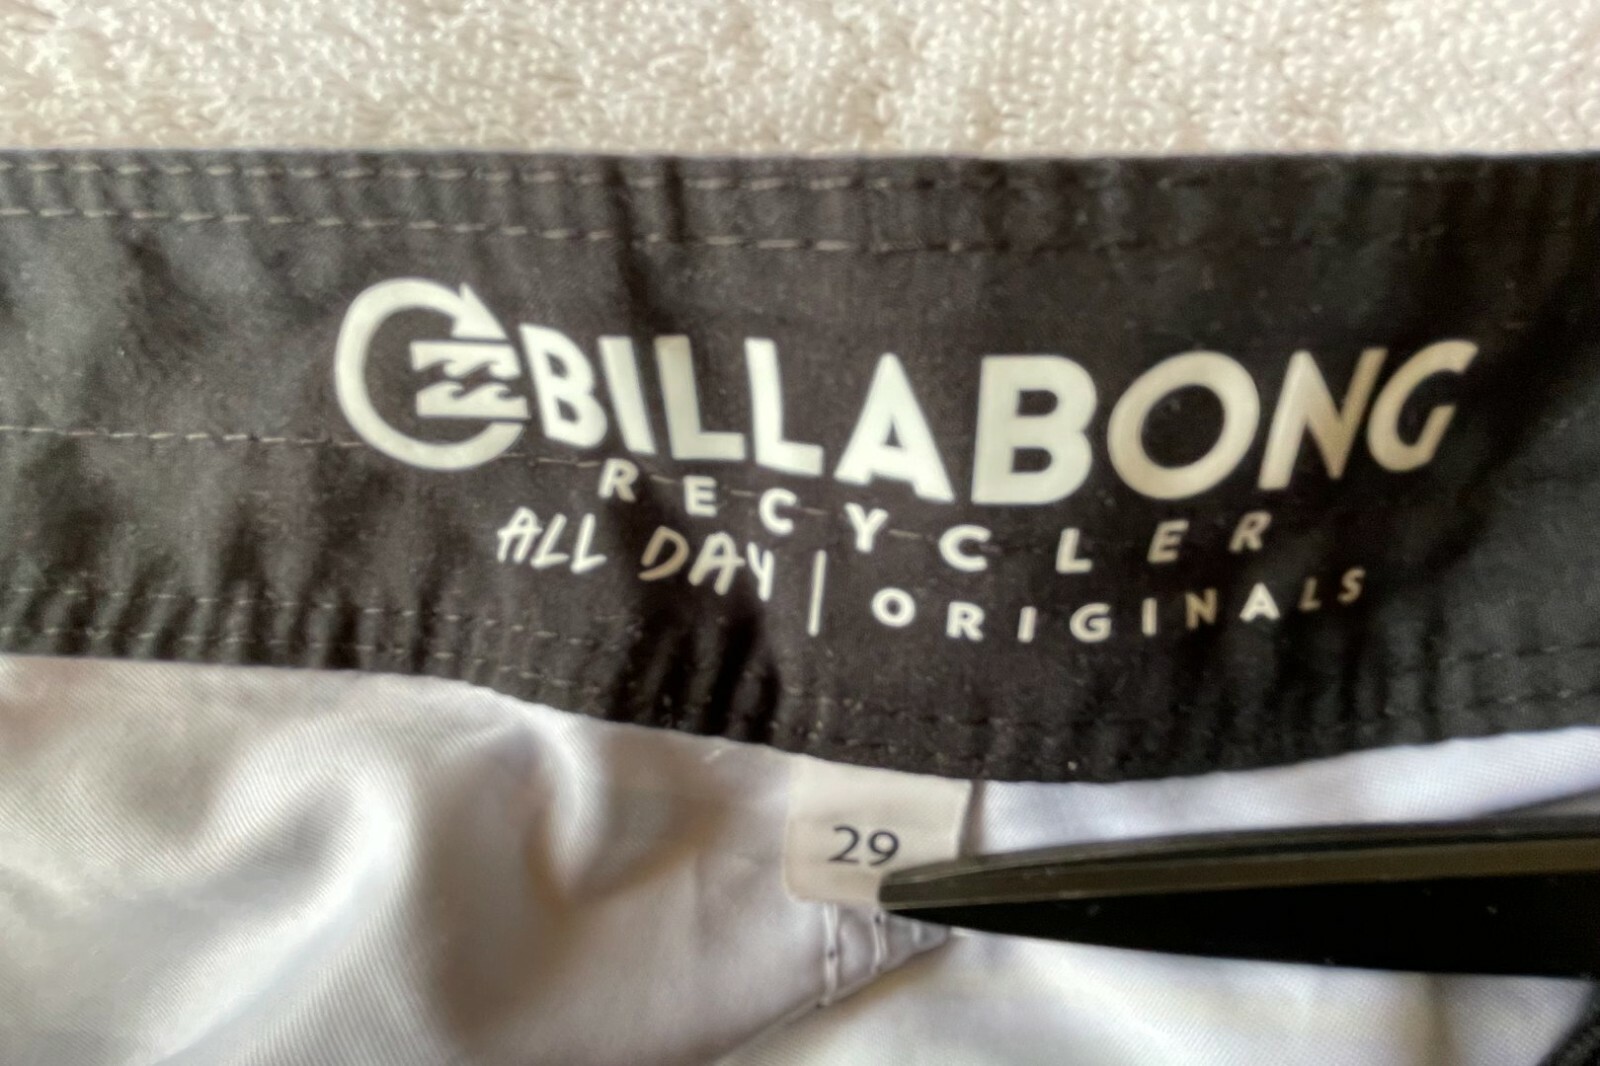 BILLABONG
RECYCLER
ALL DAY | ORIGINALS
29